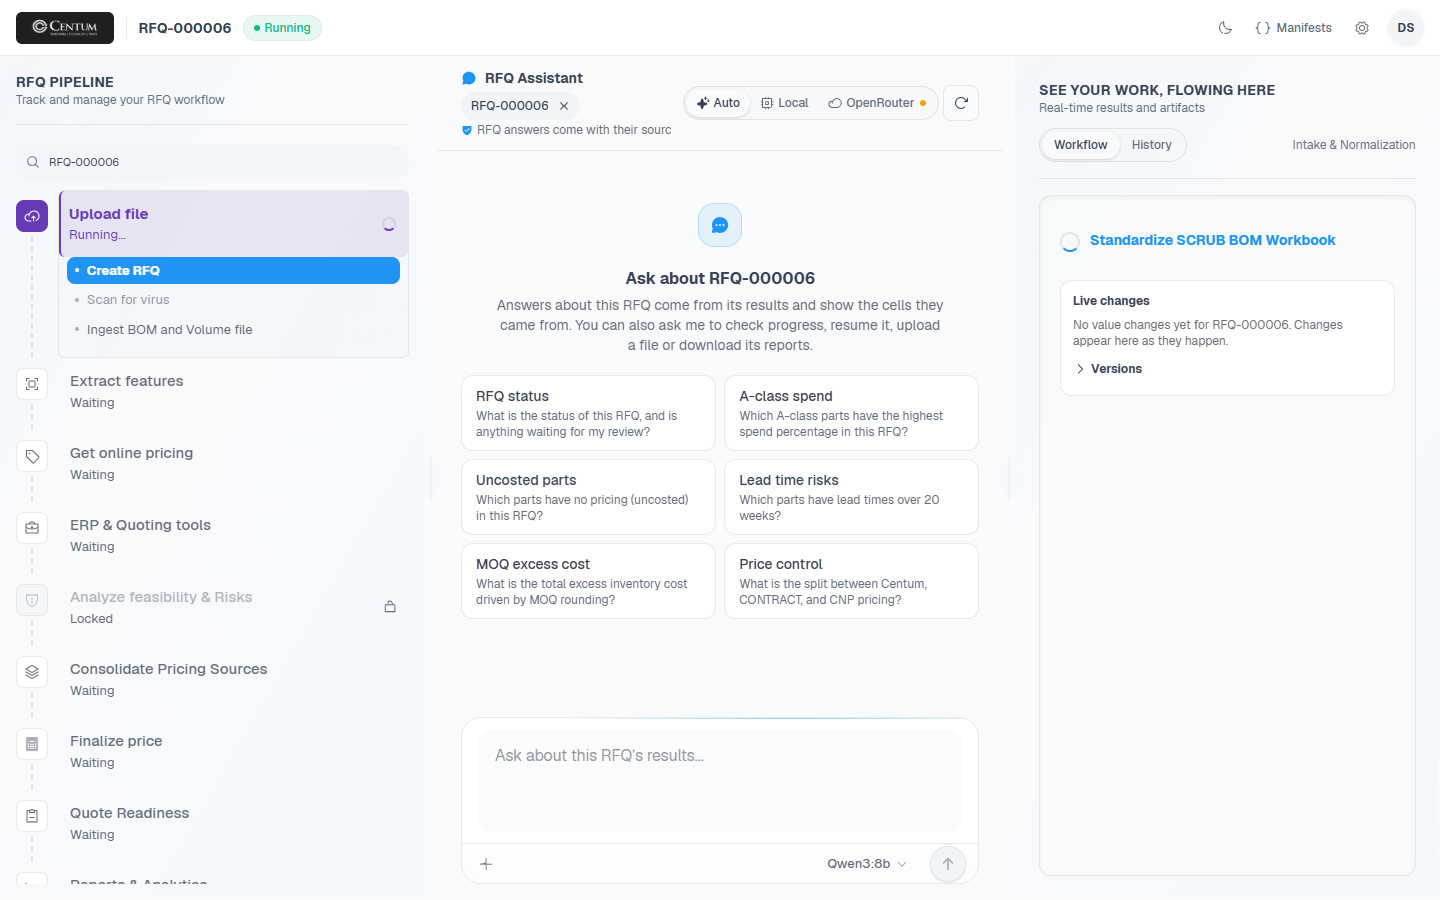 CENTUM
RFQ-000006
Running
Manifests
DS
RFQ PIPELINE
Track and manage your RFQ workflow
RFQ-000006
Upload file
Running...
Create RFQ
Scan for virus
Ingest BOM and Volume file
Extract features
Waiting
Get online pricing
Waiting
ERP & Quoting tools
Waiting
Analyze feasibility & Risks
Locked
Consolidate Pricing Sources
Waiting
Finalize price
Waiting
Quote Readiness
Waiting
Reports & Analytics
RFQ Assistant
RFQ-000006
Auto
Local
OpenRouter
RFQ answers come with their sourc
Ask about RFQ-000006
Answers about this RFQ come from its results and show the cells they
came from. You can also ask me to check progress, resume it, upload
a file or download its reports.
RFQ status
What is the status of this RFQ, and is
anything waiting for my review?
A-class spend
Which A-class parts have the highest
spend percentage in this RFQ?
Uncosted parts
Which parts have no pricing (uncosted)
in this RFQ?
Lead time risks
Which parts have lead times over 20
weeks?
MOQ excess cost
What is the total excess inventory cost
driven by MOQ rounding?
Price control
What is the split between Centum,
CONTRACT, and CNP pricing?
Ask about this RFQ's results...
Qwen3:8b
SEE YOUR WORK, FLOWING HERE
Real-time results and artifacts
Workflow
History
Intake & Normalization
Standardize SCRUB BOM Workbook
Live changes
No value changes yet for RFQ-000006. Changes
appear here as they happen.
Versions